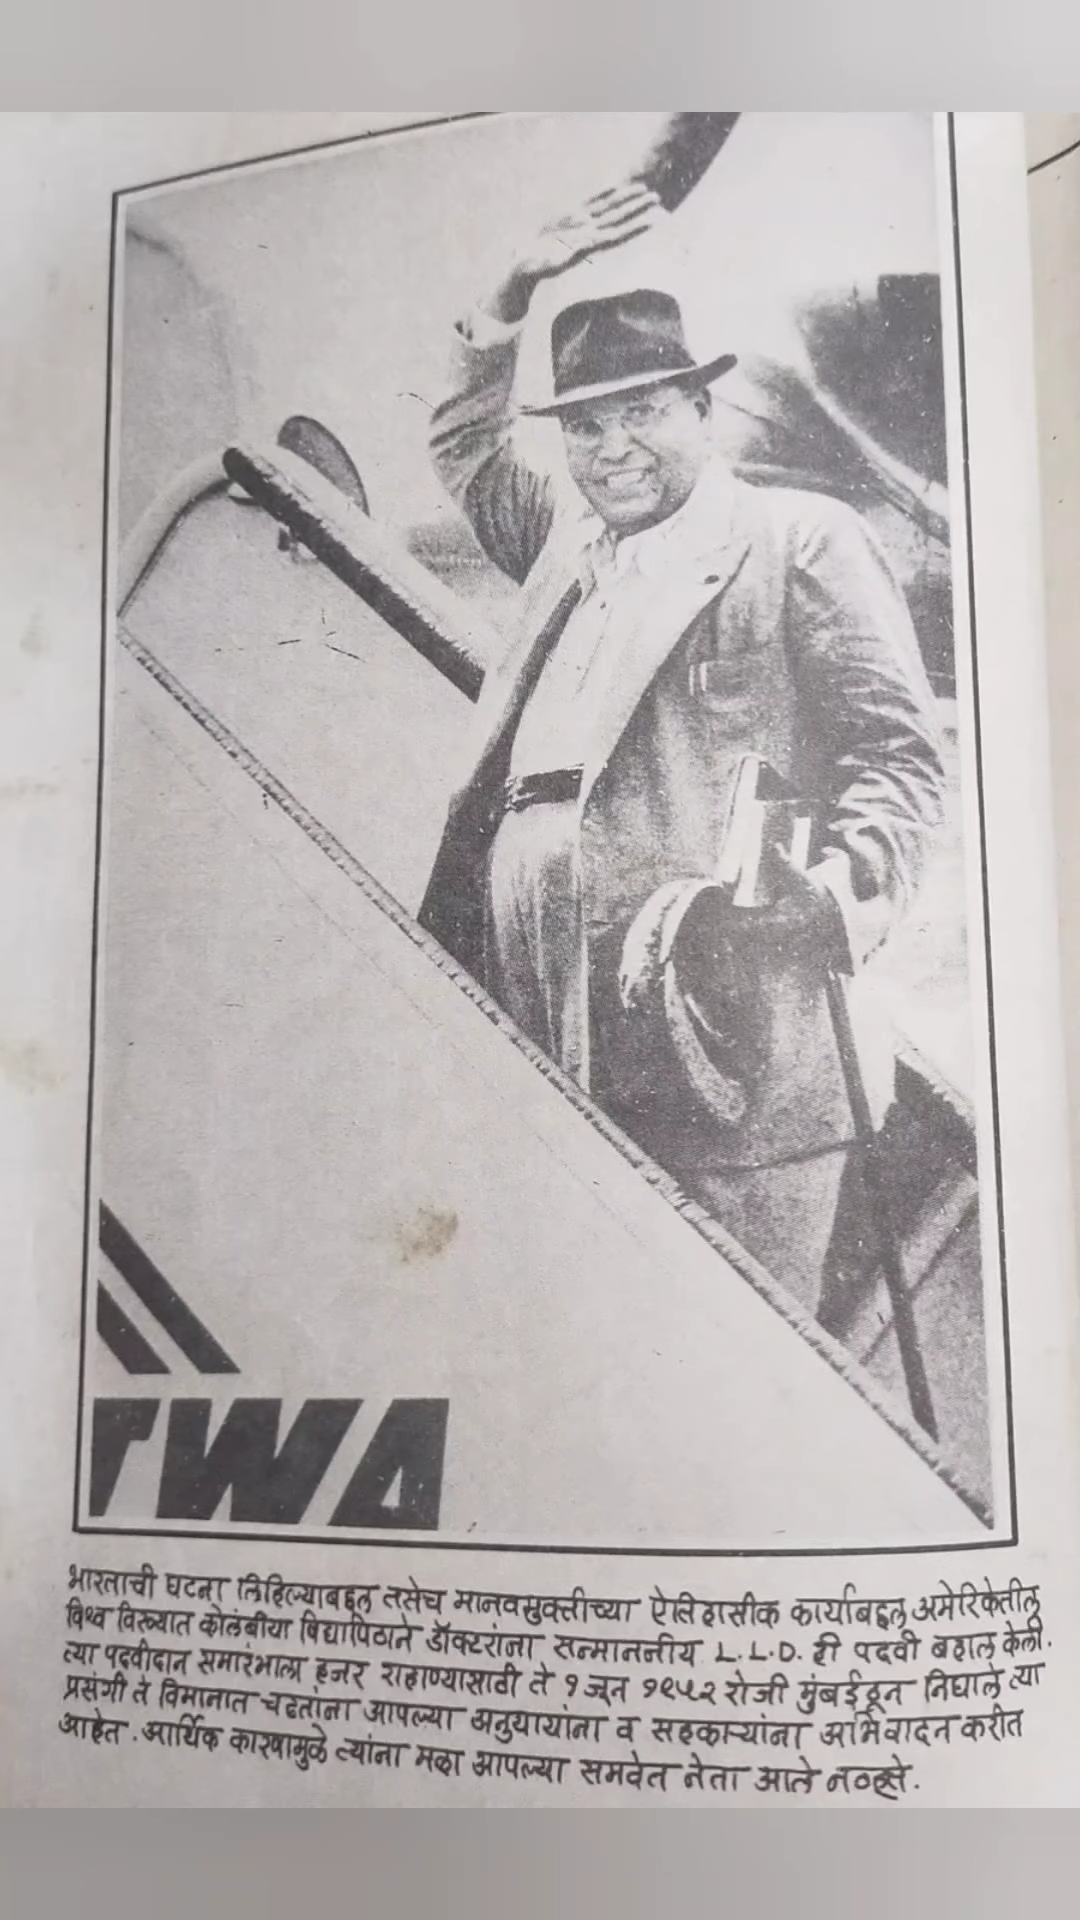 TWA
भारताची घटना लिहिल्याबद्दल तसेच मानवमुक्तीच्या ऐतिहासीक कार्याबद्दल अमेरिकेतील
विश्व विख्यात कोलंबीया विद्यापिठाने डॉक्टरांना सन्माननीय L.L.D. ही पदवी बहाल केली.
त्या पदवीदान समारंभाला हजर राहाण्यासाठी ते १ जून १९५२ रोजी मुंबईहून निघाले त्या
प्रसंगी ते विमानात चढतांना आपल्या अनुयायांना व सहकाऱ्यांना अभिवादन करीत
आहेत. आर्थिक कारणामुळे त्यांना मला आपल्या समवेत नेता आले नव्हते.